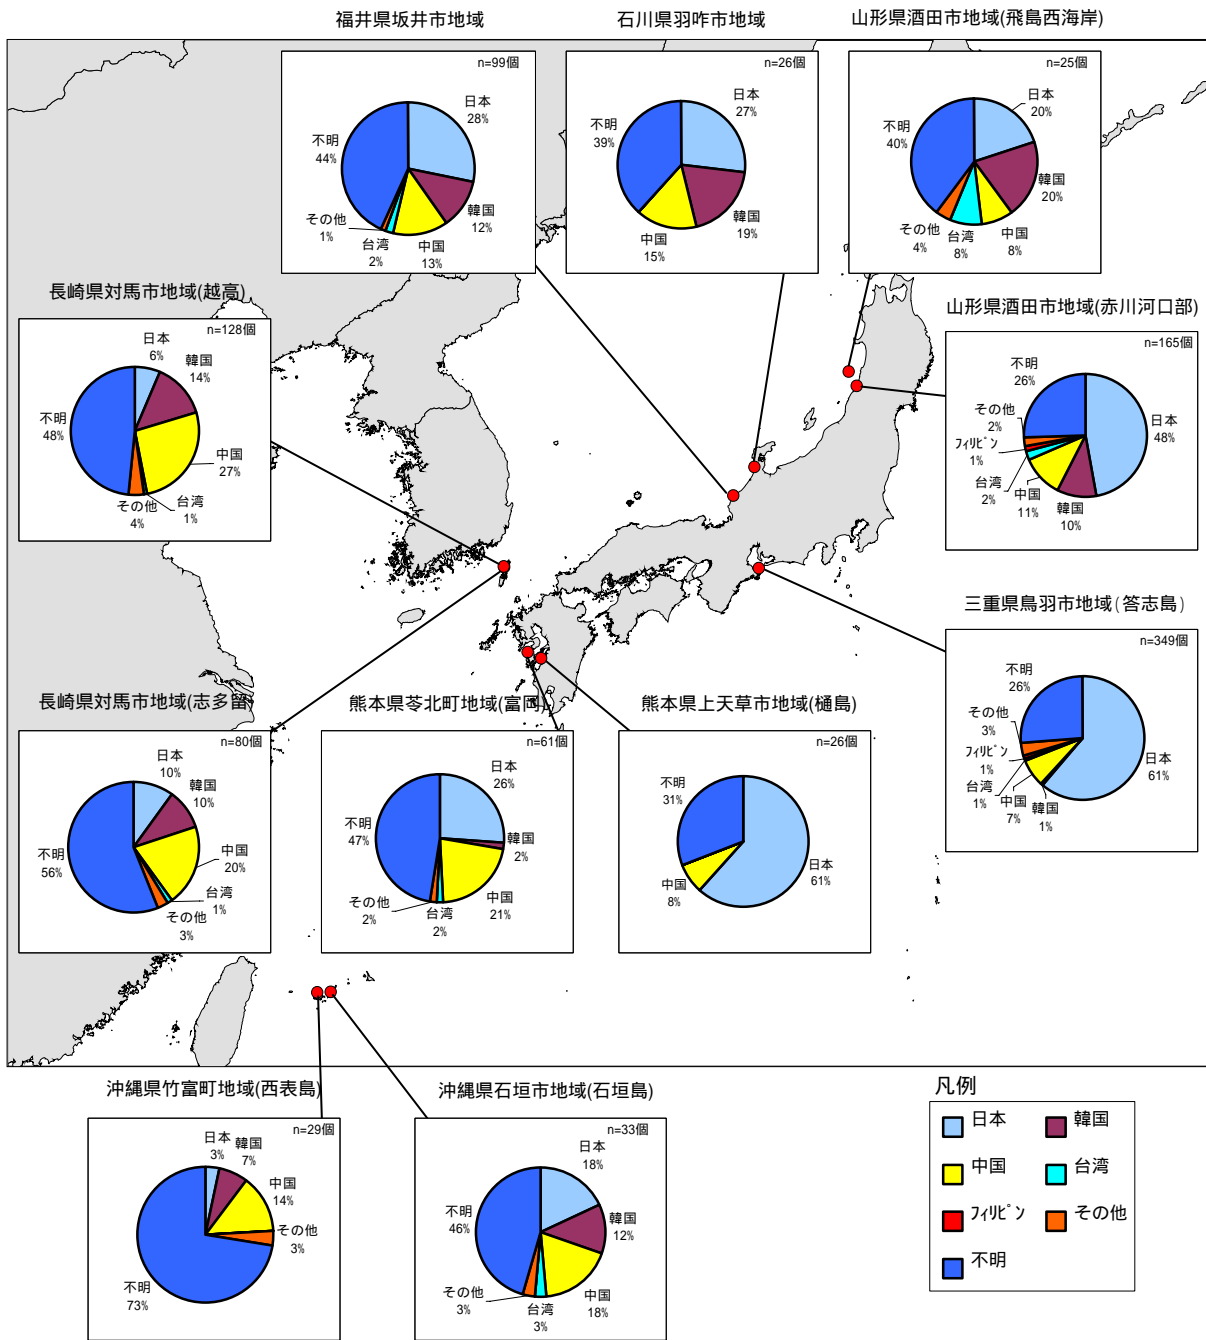 福井県坂井市地域
石川県羽咋市地域
山形県酒田市地域(飛島西海岸)
n=99個
日本
28%
韓国
12%
中国
13%
台湾
2%
その他
1%
不明
44%
n=26個
日本
27%
韓国
19%
中国
15%
不明
39%
n=25個
日本
20%
韓国
20%
中国
8%
台湾
8%
その他
4%
不明
40%
長崎県対馬市地域(越高)
n=128個
日本
6%
韓国
14%
中国
27%
台湾
1%
その他
4%
不明
48%
山形県酒田市地域(赤川河口部)
n=165個
日本
48%
韓国
10%
中国
11%
台湾
2%
フィリピン
1%
その他
2%
不明
26%
三重県鳥羽市地域(答志島)
n=349個
日本
61%
韓国
1%
中国
7%
台湾
1%
フィリピン
1%
その他
3%
不明
26%
長崎県対馬市地域(志多留)
n=80個
日本
10%
韓国
10%
中国
20%
台湾
1%
その他
3%
不明
56%
熊本県苓北町地域(富岡)
n=61個
日本
26%
韓国
2%
中国
21%
台湾
2%
その他
2%
不明
47%
熊本県上天草市地域(樋島)
n=26個
日本
61%
中国
8%
不明
31%
沖縄県竹富町地域(西表島)
n=29個
日本
3%
韓国
7%
中国
14%
その他
3%
不明
73%
沖縄県石垣市地域(石垣島)
n=33個
日本
18%
韓国
12%
中国
18%
台湾
3%
その他
3%
不明
46%
凡例
日本
韓国
中国
台湾
フィリピン
その他
不明